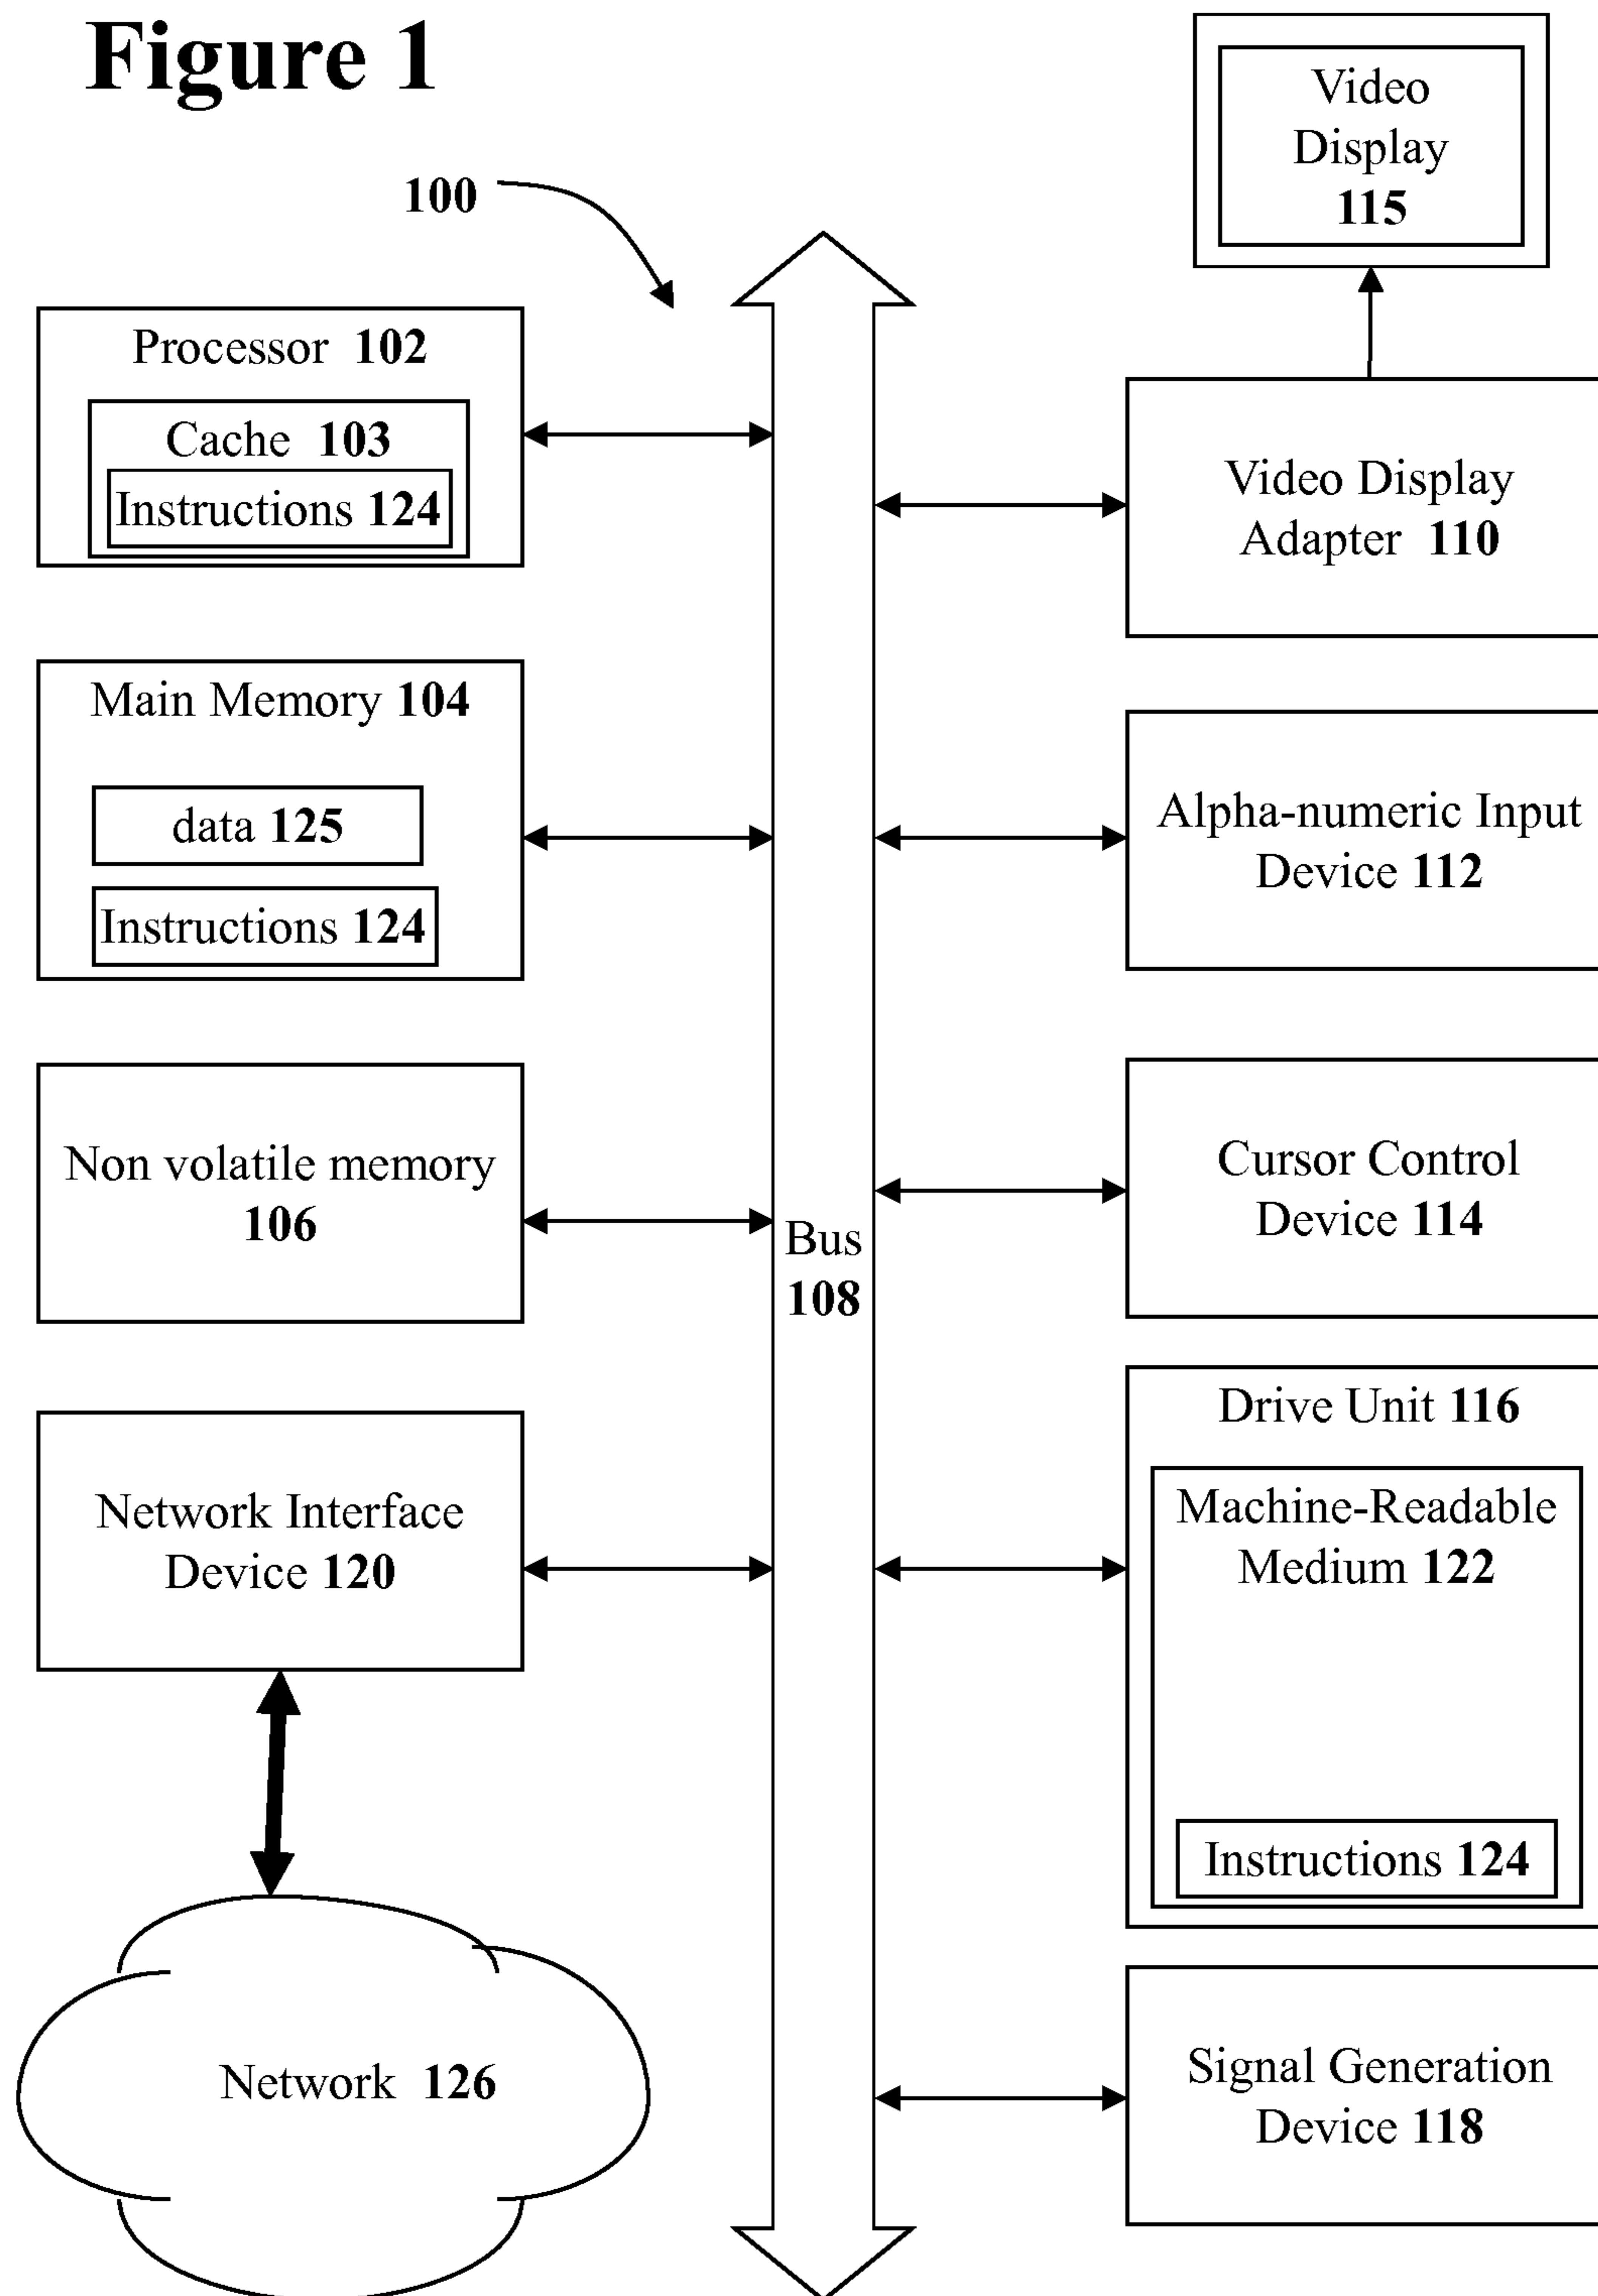 Figure 1
100
Video
Display
115
Processor 102
Cache 103
Instructions 124
Video Display
Adapter 110
Main Memory 104
data 125
Instructions 124
Alpha-numeric Input
Device 112
Non volatile memory
106
Cursor Control
Device 114
Bus
108
Network Interface
Device 120
Drive Unit 116
Machine-Readable
Medium 122
Instructions 124
Network 126
Signal Generation
Device 118